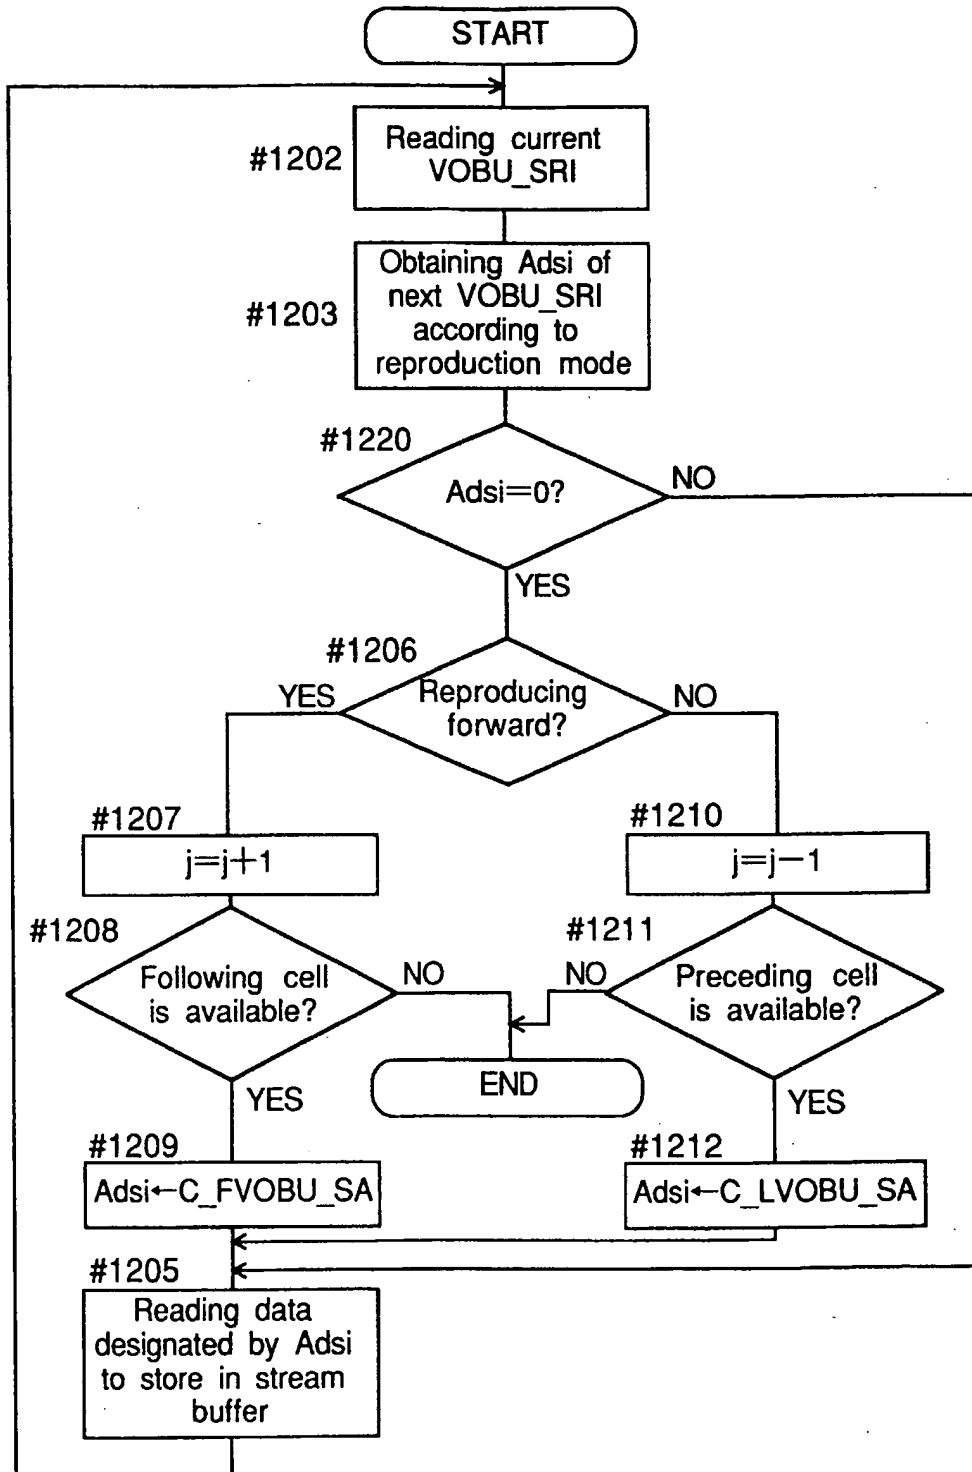 START
#1202
Reading current
VOBU_SRI
#1203
Obtaining Adsi of
next VOBU_SRI
according to
reproduction mode
#1220
Adsi=0?
NO
YES
#1206
Reproducing
forward?
YES
NO
#1207
j=j+1
#1210
j=j-1
#1208
Following cell
is available?
NO
#1211
Preceding cell
is available?
NO
END
YES
YES
#1209
Adsi←C_FVOBU_SA
#1212
Adsi←C_LVOBU_SA
#1205
Reading data
designated by Adsi
to store in stream
buffer